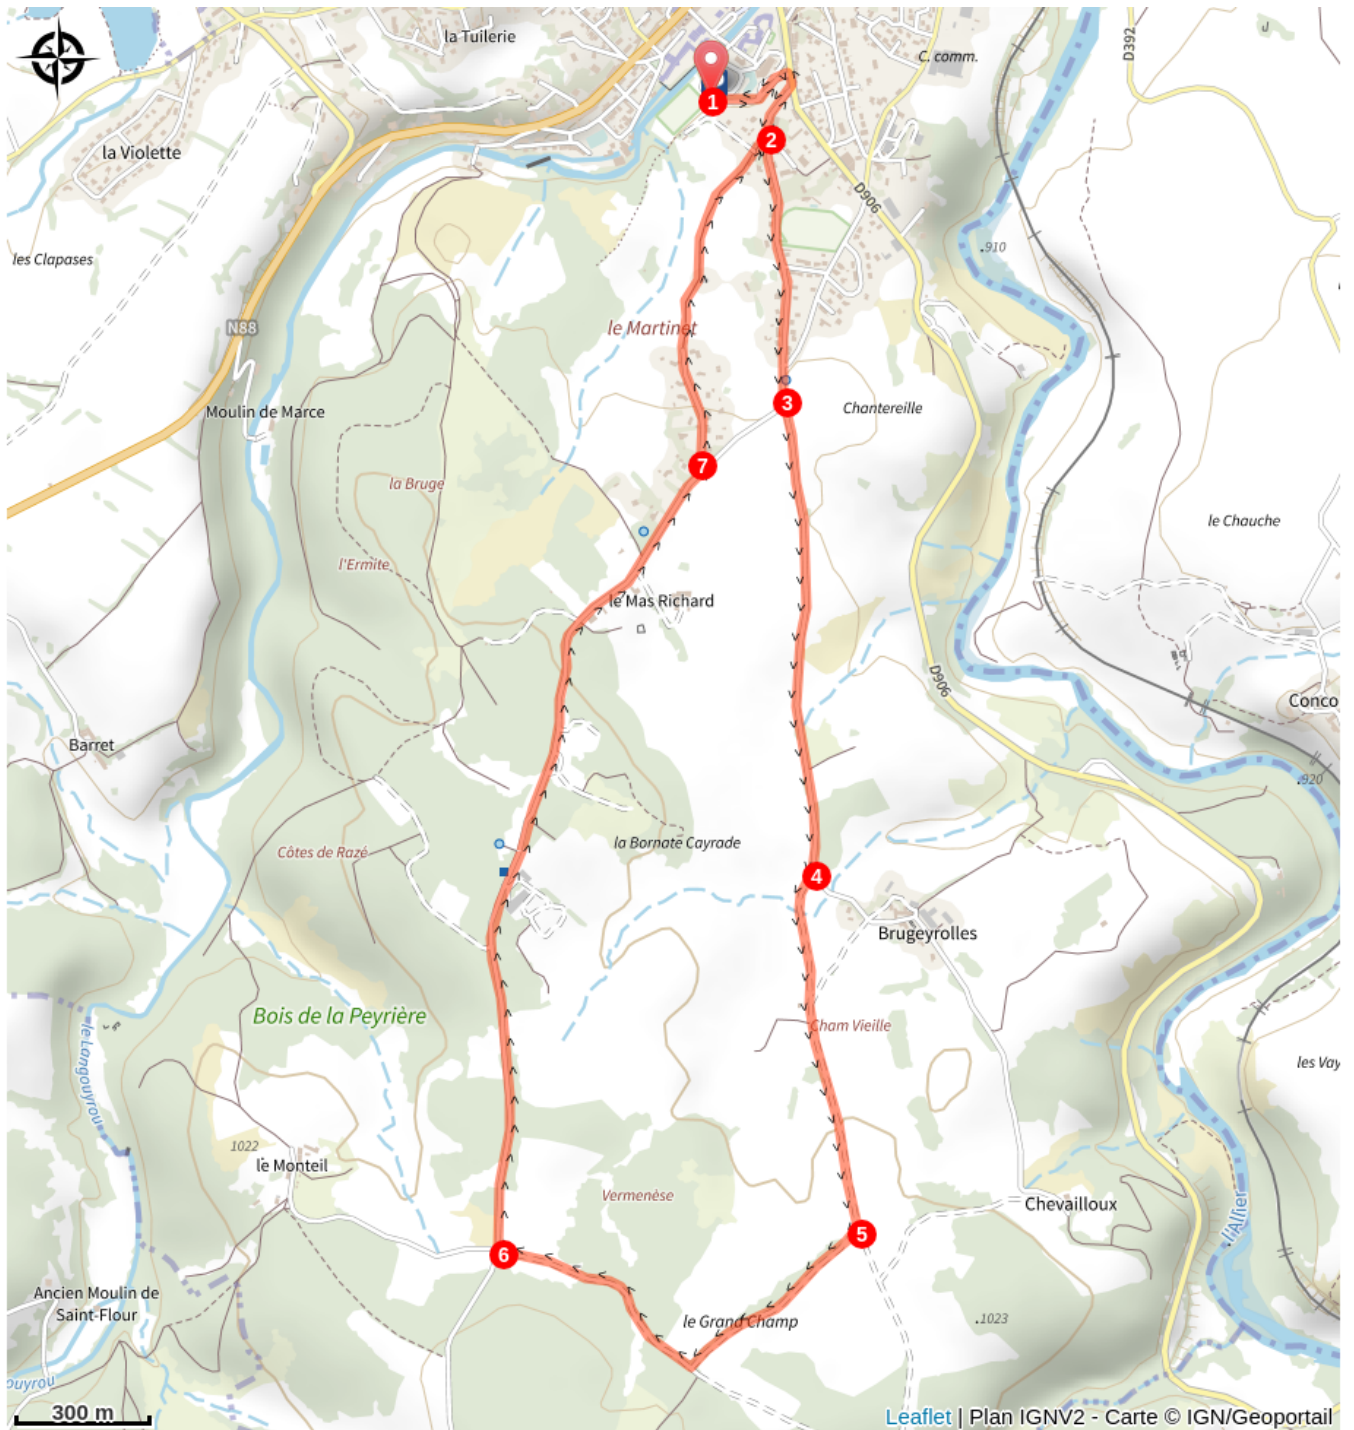 la Tuilerie
C. comm.
D392
1
la Violette
2
D906
les Clapases
910
N88
le Martinet
Moulin de Marce
3
Chantereille
7
la Bruge
le Chauche
l'Ermite
le Mas Richard
D906
Conco
Barret
920
la Bornate Cayrade
Côtes de Razé
4
Brugeyrolles
Bois de la Peyrière
Cham Vieille
le Langouyrou
les Vay
1022
le Monteil
Vermenèse
Chevailloux
l'Allier
5
6
Ancien Moulin de
Saint-Flour
le Grand Champ
1023
ouyrou
300 m
Leaflet | Plan IGNV2 - Carte © IGN/Geoportail